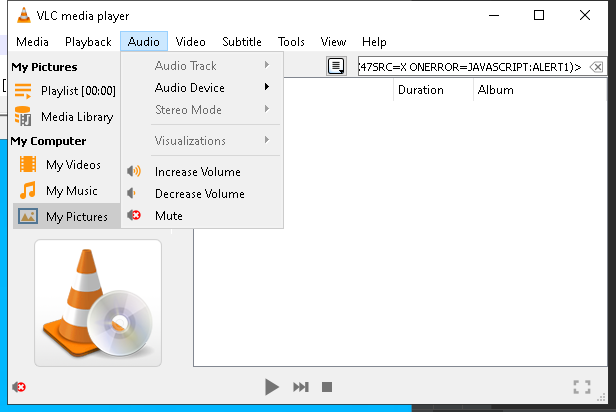 VLC media player
Media Playback Audio Video Subtitle Tools View Help
My Pictures
Playlist [00:00]
Media Library
My Computer
My Videos
My Music
My Pictures
Audio Track
Audio Device
Stereo Mode
Visualizations
Increase Volume
Decrease Volume
Mute
47SRC=X ONERROR=JAVASCRIPT:ALERT1)>
Duration Album